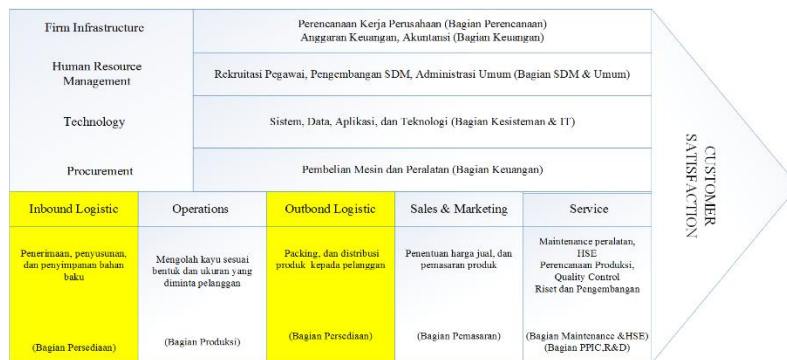 Firm Infrastructure
Perencanaan Kerja Perusahaan (Bagian Perencanaan)
Anggaran Keuangan, Akuntansi (Bagian Keuangan)
Human Resource
Management
Rekruitasi Pegawai, Pengembangan SDM, Administrasi Umum (Bagian SDM & Umum)
Technology
Sistem, Data, Aplikasi, dan Teknologi (Bagian Kesisteman & IT)
Procurement
Pembelian Mesin dan Peralatan (Bagian Keuangan)
Inbound Logistic
Penerimaan, penyusunan,
dan penyimpanan bahan
baku
(Bagian Persediaan)
Operations
Mengolah kayu sesuai
bentuk dan ukuran yang
diminta pelanggan
(Bagian Produksi)
Outbond Logistic
Packing, dan distribusi
produk kepada pelanggan
(Bagian Persediaan)
Sales & Marketing
Penentuan harga jual, dan
pemasaran produk
(Bagian Pemasaran)
Service
Maintenance peralatan,
HSE
Perencanaan Produksi,
Quality Control
Riset dan Pengembangan
(Bagian Maintenance &HSE)
(Bagian PPIC,R&D)
CUSTOMER
SATISFACTION